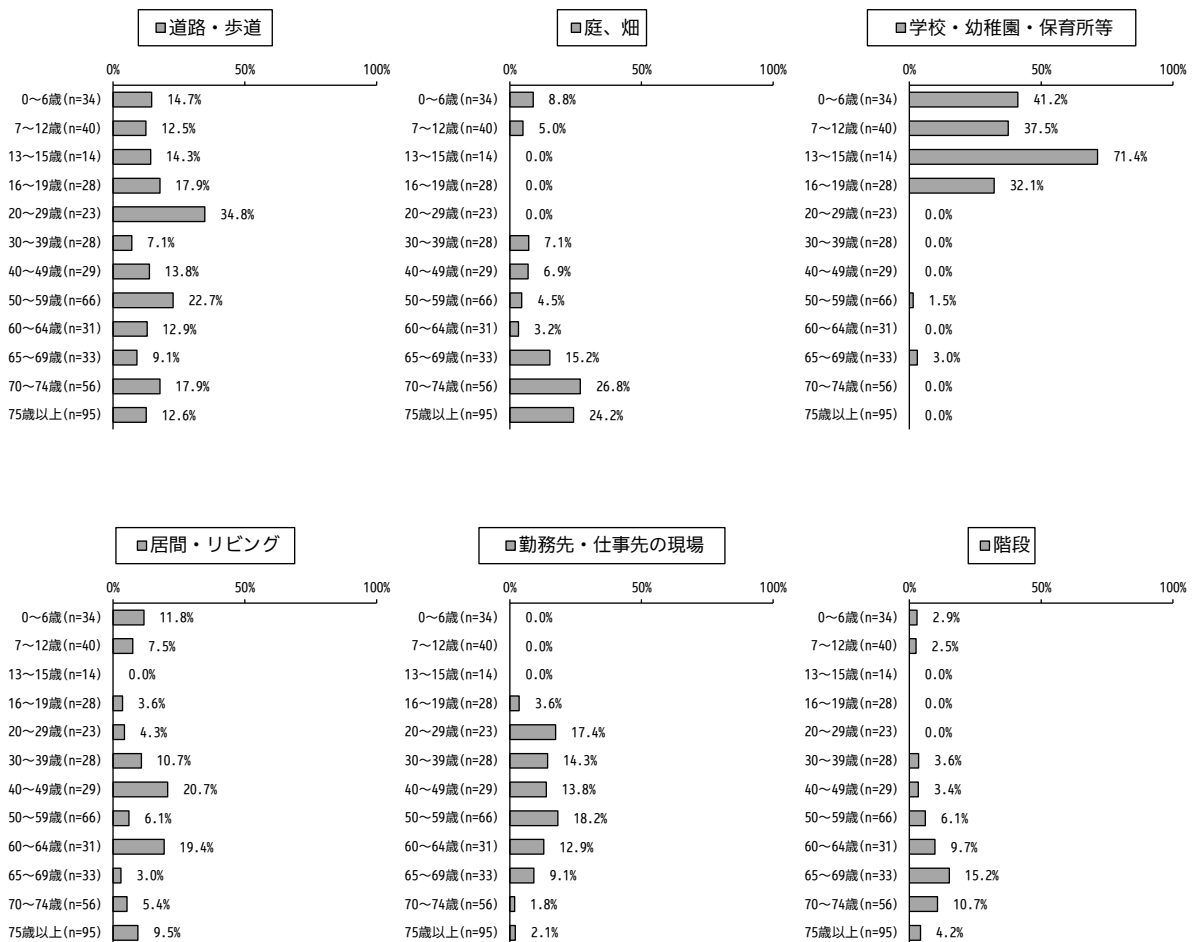 ■道路・歩道
0% 50% 100%
0～6歳(n=34) 14.7%
7～12歳(n=40) 12.5%
13～15歳(n=14) 14.3%
16～19歳(n=28) 17.9%
20～29歳(n=23) 34.8%
30～39歳(n=28) 7.1%
40～49歳(n=29) 13.8%
50～59歳(n=66) 22.7%
60～64歳(n=31) 12.9%
65～69歳(n=33) 9.1%
70～74歳(n=56) 17.9%
75歳以上(n=95) 12.6%
■庭、畑
0% 50% 100%
0～6歳(n=34) 8.8%
7～12歳(n=40) 5.0%
13～15歳(n=14) 0.0%
16～19歳(n=28) 0.0%
20～29歳(n=23) 0.0%
30～39歳(n=28) 7.1%
40～49歳(n=29) 6.9%
50～59歳(n=66) 4.5%
60～64歳(n=31) 3.2%
65～69歳(n=33) 15.2%
70～74歳(n=56) 26.8%
75歳以上(n=95) 24.2%
■学校・幼稚園・保育所等
0% 50% 100%
0～6歳(n=34) 41.2%
7～12歳(n=40) 37.5%
13～15歳(n=14) 71.4%
16～19歳(n=28) 32.1%
20～29歳(n=23) 0.0%
30～39歳(n=28) 0.0%
40～49歳(n=29) 0.0%
50～59歳(n=66) 1.5%
60～64歳(n=31) 0.0%
65～69歳(n=33) 3.0%
70～74歳(n=56) 0.0%
75歳以上(n=95) 0.0%
■居間・リビング
0% 50% 100%
0～6歳(n=34) 11.8%
7～12歳(n=40) 7.5%
13～15歳(n=14) 0.0%
16～19歳(n=28) 3.6%
20～29歳(n=23) 4.3%
30～39歳(n=28) 10.7%
40～49歳(n=29) 20.7%
50～59歳(n=66) 6.1%
60～64歳(n=31) 19.4%
65～69歳(n=33) 3.0%
70～74歳(n=56) 5.4%
75歳以上(n=95) 9.5%
■勤務先・仕事先の現場
0% 50% 100%
0～6歳(n=34) 0.0%
7～12歳(n=40) 0.0%
13～15歳(n=14) 0.0%
16～19歳(n=28) 3.6%
20～29歳(n=23) 17.4%
30～39歳(n=28) 14.3%
40～49歳(n=29) 13.8%
50～59歳(n=66) 18.2%
60～64歳(n=31) 12.9%
65～69歳(n=33) 9.1%
70～74歳(n=56) 1.8%
75歳以上(n=95) 2.1%
■階段
0% 50% 100%
0～6歳(n=34) 2.9%
7～12歳(n=40) 2.5%
13～15歳(n=14) 0.0%
16～19歳(n=28) 0.0%
20～29歳(n=23) 0.0%
30～39歳(n=28) 3.6%
40～49歳(n=29) 3.4%
50～59歳(n=66) 6.1%
60～64歳(n=31) 9.7%
65～69歳(n=33) 15.2%
70～74歳(n=56) 10.7%
75歳以上(n=95) 4.2%